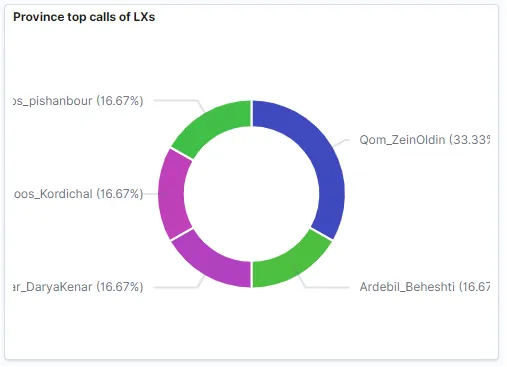 Province top calls of LXs
os_pishanbour (16.67%)
Qom_ZeinOldin (33.33%
oos_Kordichal (16.67%)
ar_DaryaKenar (16.67%)
Ardebil_Beheshti (16.67